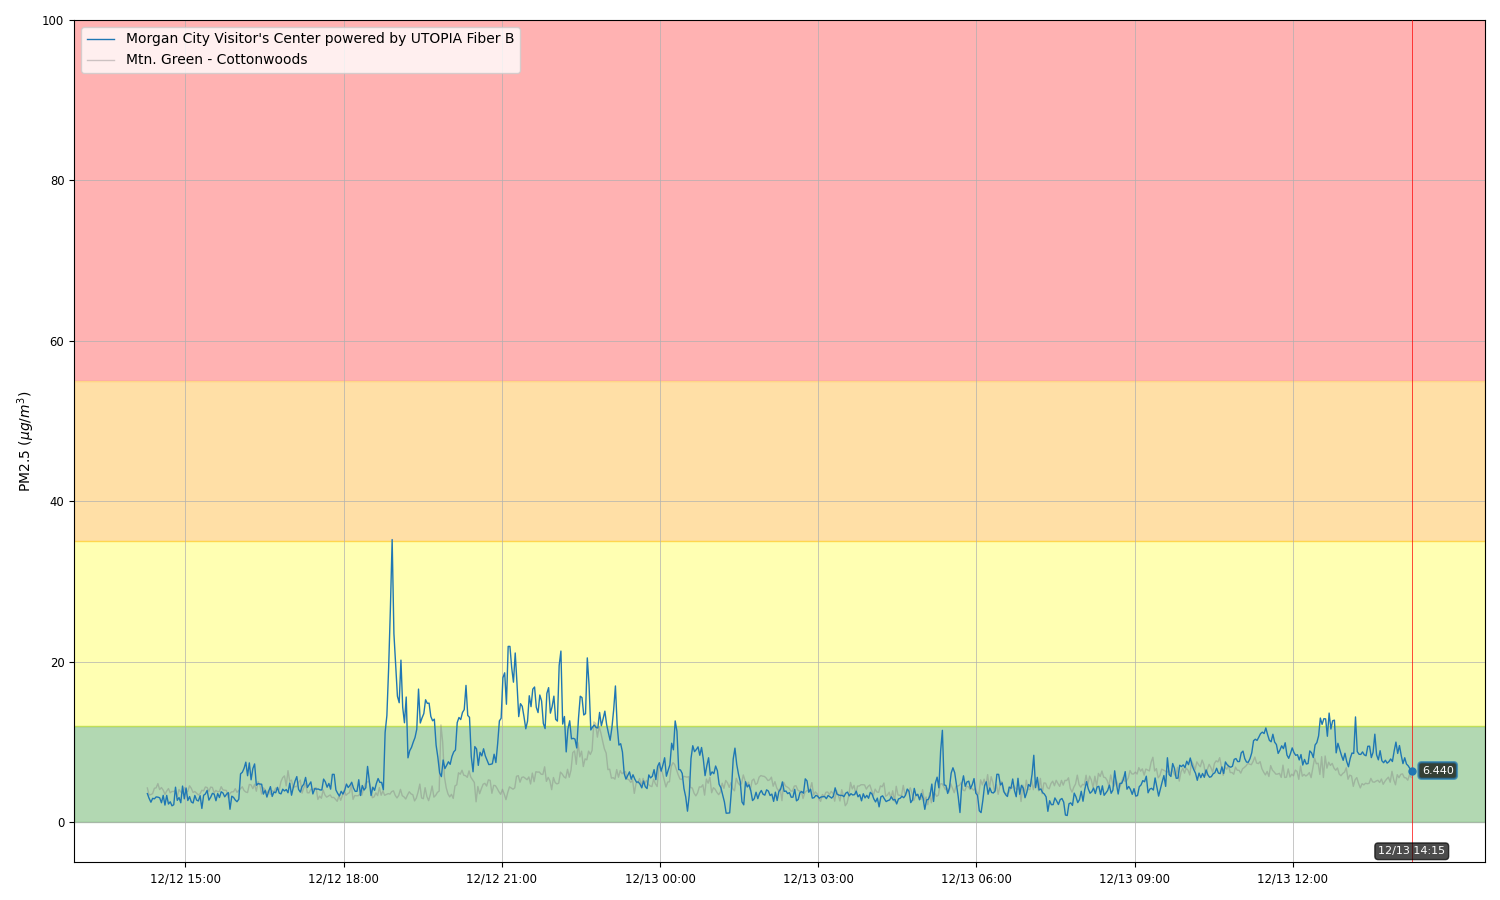 100
Morgan City Visitor's Center powered by UTOPIA Fiber B
Mtn. Green - Cottonwoods
80
60
PM2.5 (μg/m³)
40
20
6.440
0
12/13 14:15
12/12 15:00 12/12 18:00 12/12 21:00 12/13 00:00 12/13 03:00 12/13 06:00 12/13 09:00 12/13 12:00